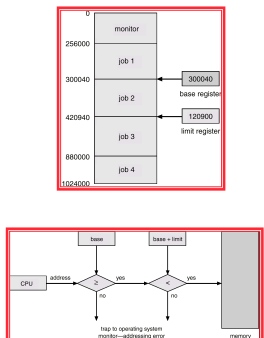 0
monitor
256000
job 1
300040
300040
base register
job 2
420940
120900
limit register
job 3
880000
job 4
1024000
base
base + limit
CPU
address
≥
yes
<
yes
no
no
trap to operating system
monitor—addressing error
memory